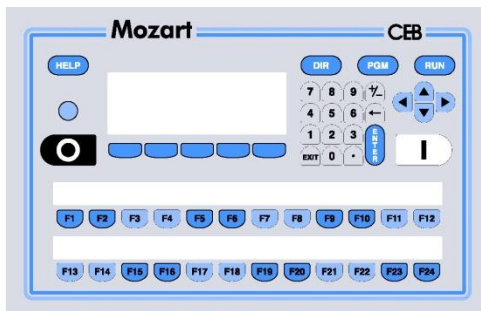 Mozart CEB
HELP DIR PGM RUN
7 8 9 +/-
4 5 6 ←
1 2 3 ENTER
EXIT 0 .
O I
F1 F2 F3 F4 F5 F6 F7 F8 F9 F10 F11 F12
F13 F14 F15 F16 F17 F18 F19 F20 F21 F22 F23 F24